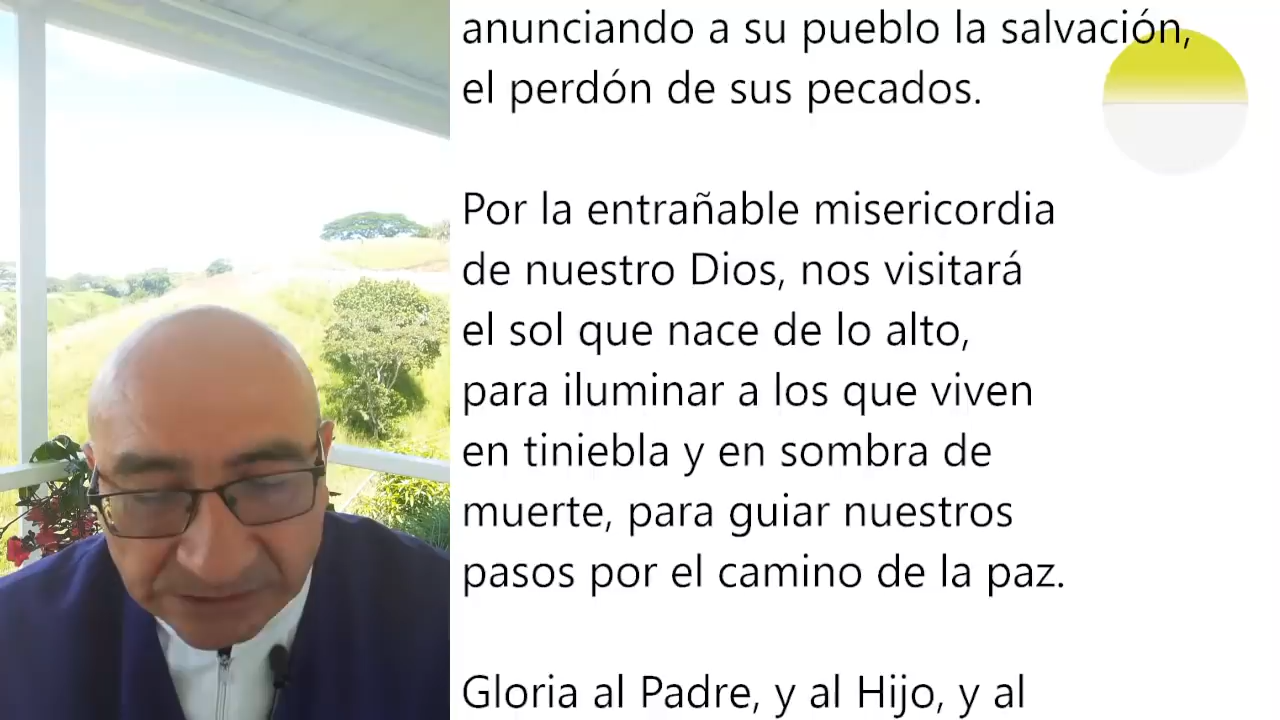 anunciando a su pueblo la salvación,
el perdón de sus pecados.
Por la entrañable misericordia
de nuestro Dios, nos visitará
el sol que nace de lo alto,
para iluminar a los que viven
en tiniebla y en sombra de
muerte, para guiar nuestros
pasos por el camino de la paz.
Gloria al Padre, y al Hijo, y al